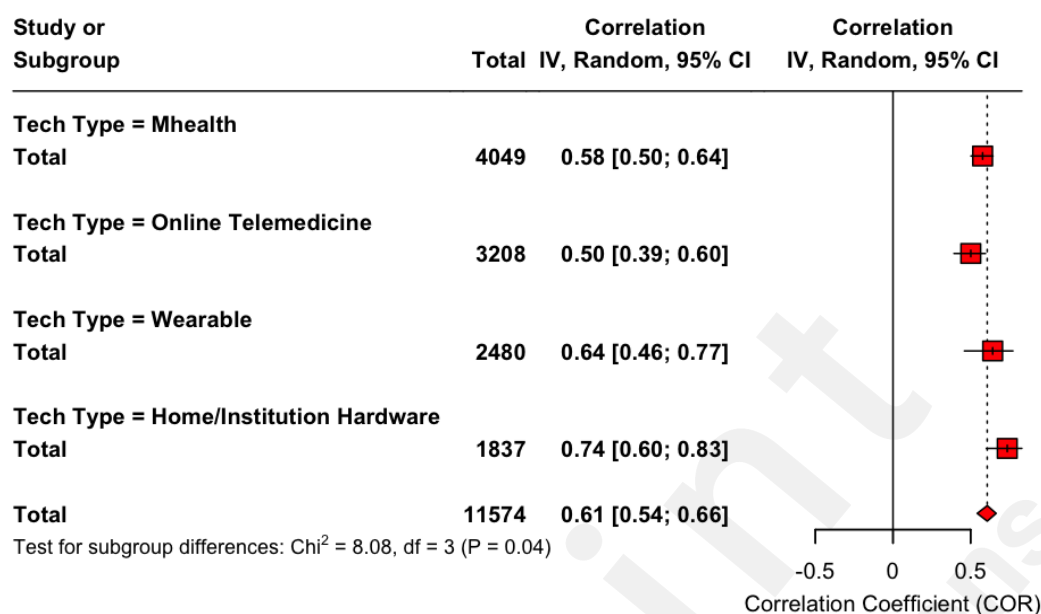 Study or Correlation Correlation
Subgroup Total IV, Random, 95% CI IV, Random, 95% CI
Tech Type = Mhealth
Total 4049 0.58 [0.50; 0.64]
Tech Type = Online Telemedicine
Total 3208 0.50 [0.39; 0.60]
Tech Type = Wearable
Total 2480 0.64 [0.46; 0.77]
Tech Type = Home/Institution Hardware
Total 1837 0.74 [0.60; 0.83]
Total 11574 0.61 [0.54; 0.66]
Test for subgroup differences: Chi² = 8.08, df = 3 (P = 0.04)
-0.5 0 0.5
Correlation Coefficient (COR)